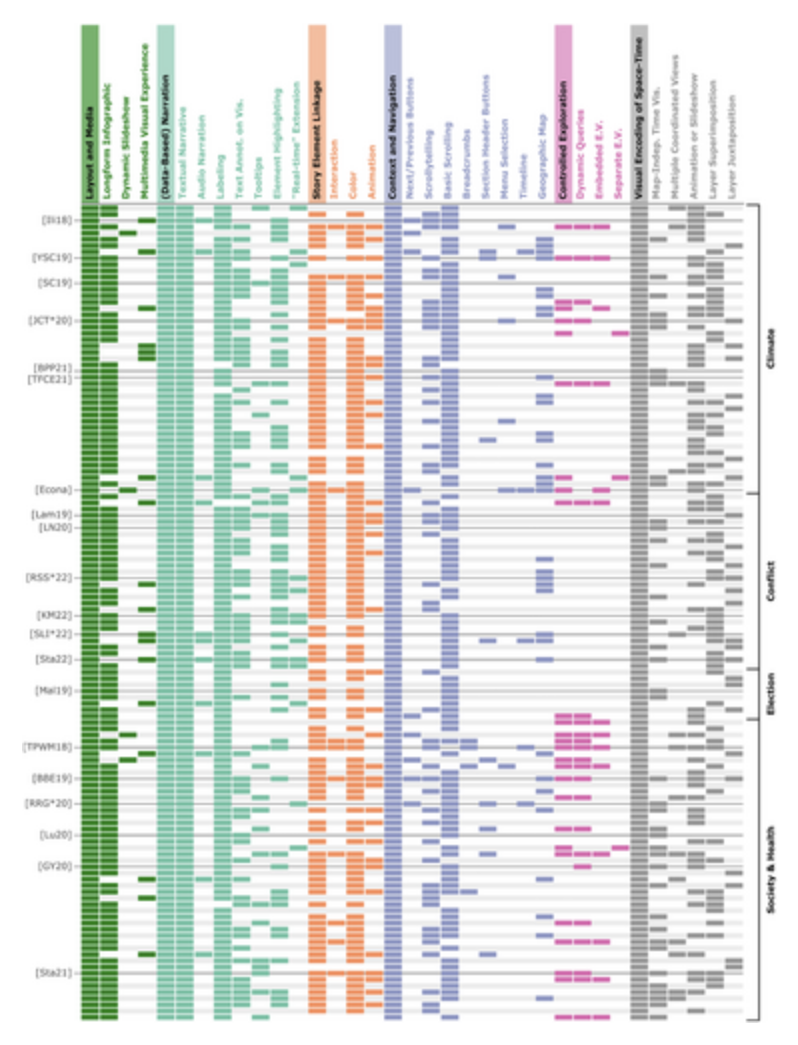 Layout and Media
Longform Infographic
Dynamic Slideshow
Multimedia Visual Experience
(Data-Based) Narration
Textual Narrative
Audio Narration
Labeling
Text Annot. on Vis.
Tooltips
Element Highlighting
"Real-time" Extension
Story Element Linkage
Interaction
Color
Animation
Context and Navigation
Next/Previous Buttons
Scrollytelling
Basic Scrolling
Breadcrumbs
Section Header Buttons
Menu Selection
Timeline
Geographic Map
Controlled Exploration
Dynamic Queries
Embedded E.V.
Separate E.V.
Visual Encoding of Space-Time
Map-Indep. Time Vis.
Multiple Coordinated Views
Animation or Slideshow
Layer Superimposition
Layer Juxtaposition
[Ili18]
[YSC19]
[SC19]
[JCT*20]
[BPP21]
[TFCE21]
[Econa]
[Lam19]
[LN20]
[RSS*22]
[KM22]
[SLI*22]
[Sta22]
[Mal19]
[TPWM18]
[BBE19]
[RRG*20]
[Lu20]
[GY20]
[Sta21]
Climate
Conflict
Election
Society & Health